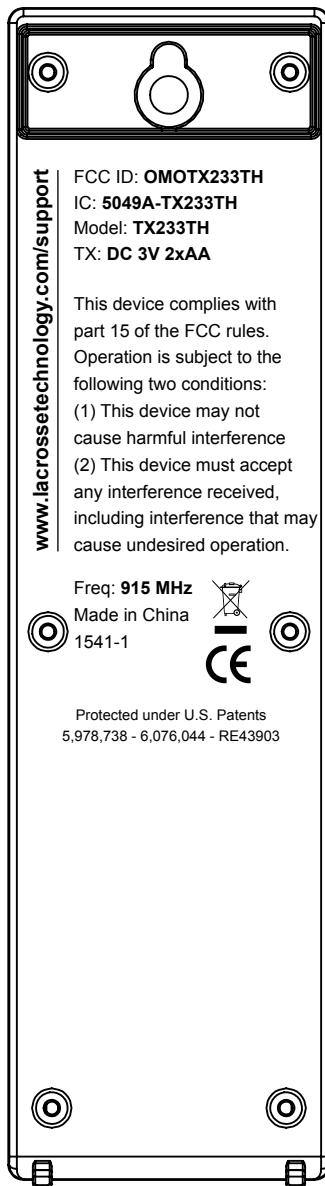 www.lacrossetechnology.com/support
FCC ID: OMOTX233TH
IC: 5049A-TX233TH
Model: TX233TH
TX: DC 3V 2xAA
This device complies with
part 15 of the FCC rules.
Operation is subject to the
following two conditions:
(1) This device may not
cause harmful interference
(2) This device must accept
any interference received,
including interference that may
cause undesired operation.
Freq: 915 MHz
Made in China
1541-1
CE
Protected under U.S. Patents
5,978,738 - 6,076,044 - RE43903